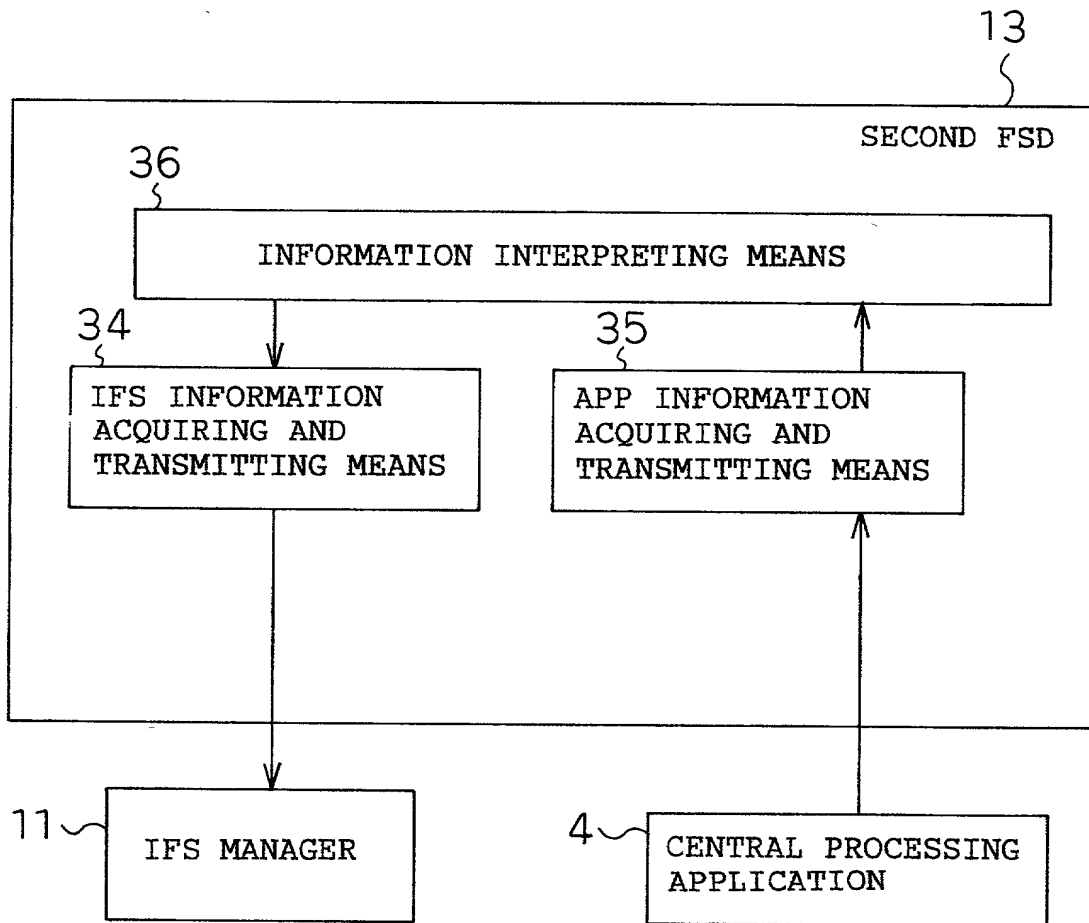 13
SECOND FSD
36
INFORMATION INTERPRETING MEANS
34
IFS INFORMATION
ACQUIRING AND
TRANSMITTING MEANS
35
APP INFORMATION
ACQUIRING AND
TRANSMITTING MEANS
11
IFS MANAGER
4
CENTRAL PROCESSING
APPLICATION